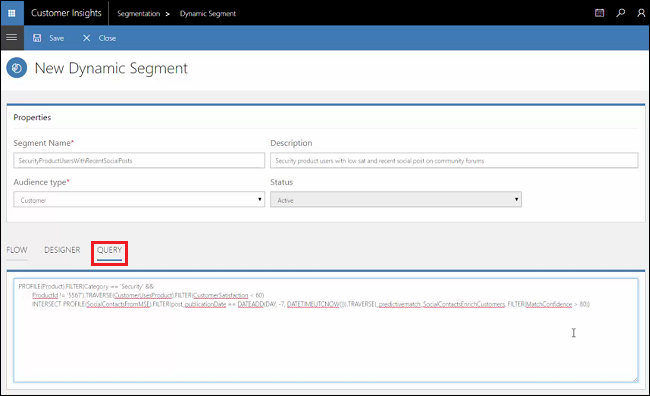 Customer Insights Segmentation > Dynamic Segment
Save Close
New Dynamic Segment
Properties
Segment Name* Description
SecurityProductUsersWithRecentSocialPosts Security product users with low sat and recent social post on community forums
Audience type* Status
Customer Active
FLOW DESIGNER QUERY
PROFILE(Product).FILTER(Category == 'Security' &&
ProductId != '5567').TRAVERSE(CustomerUsesProduct).FILTER(CustomerSatisfaction < 60)
INTERSECT PROFILE(SocialContactsFromMSE).FILTER(post_publicationDate == DATEADD(DAY, -7, DATETIMEUTCNOW())).TRAVERSE(_predictivematch_SocialContactsEnrichCustomers. FILTER(MatchConfidence > 80))